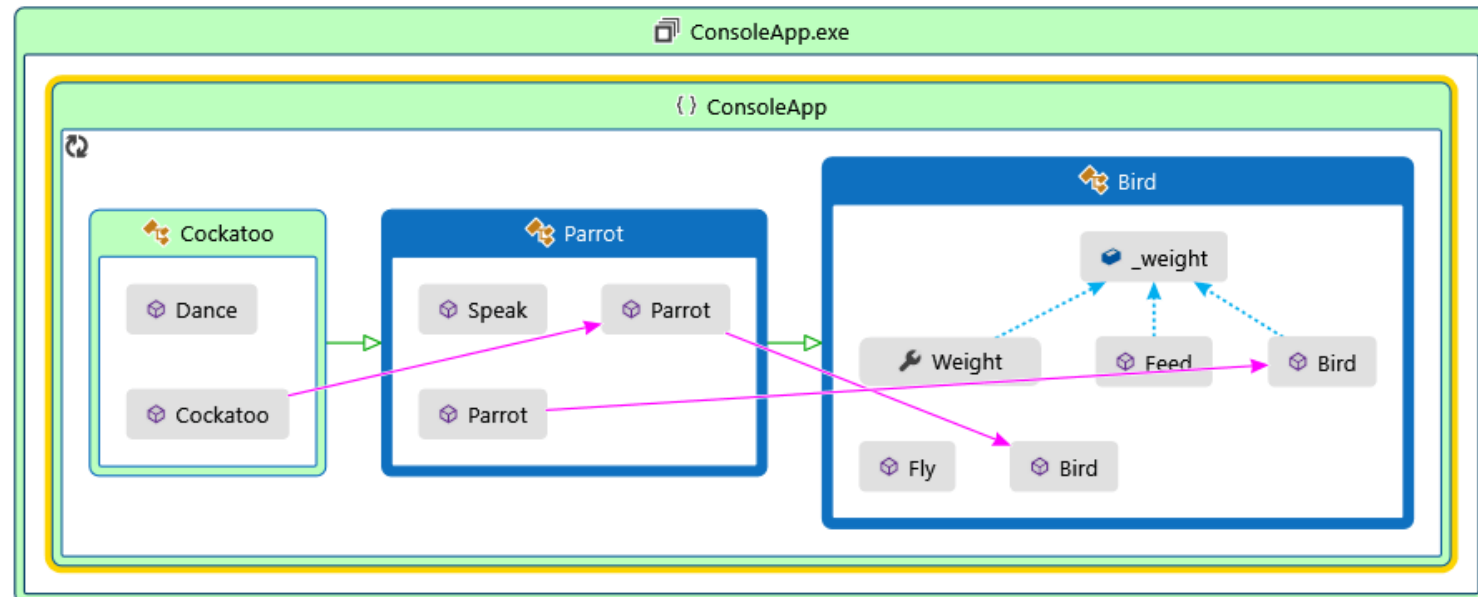 ConsoleApp.exe
{ } ConsoleApp
Cockatoo
Dance
Cockatoo
Parrot
Speak
Parrot
Parrot
Bird
_weight
Weight
Feed
Bird
Fly
Bird